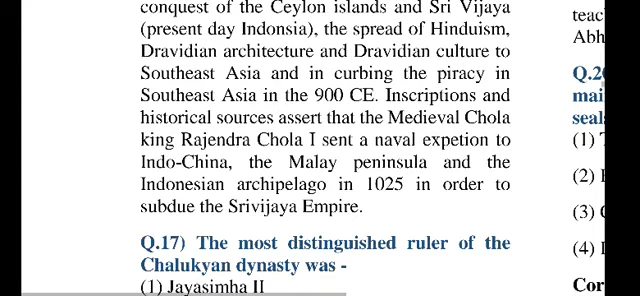 conquest of the Ceylon islands and Sri Vijaya
(present day Indonsia), the spread of Hinduism,
Dravidian architecture and Dravidian culture to
Southeast Asia and in curbing the piracy in
Southeast Asia in the 900 CE. Inscriptions and
historical sources assert that the Medieval Chola
king Rajendra Chola I sent a naval expetion to
Indo-China, the Malay peninsula and the
Indonesian archipelago in 1025 in order to
subdue the Srivijaya Empire.
Q.17) The most distinguished ruler of the
Chalukyan dynasty was -
(1) Jayasimha II
teac
Abh
Q.2
mai
seal
(1)
(2)
(3)
(4)
Cor